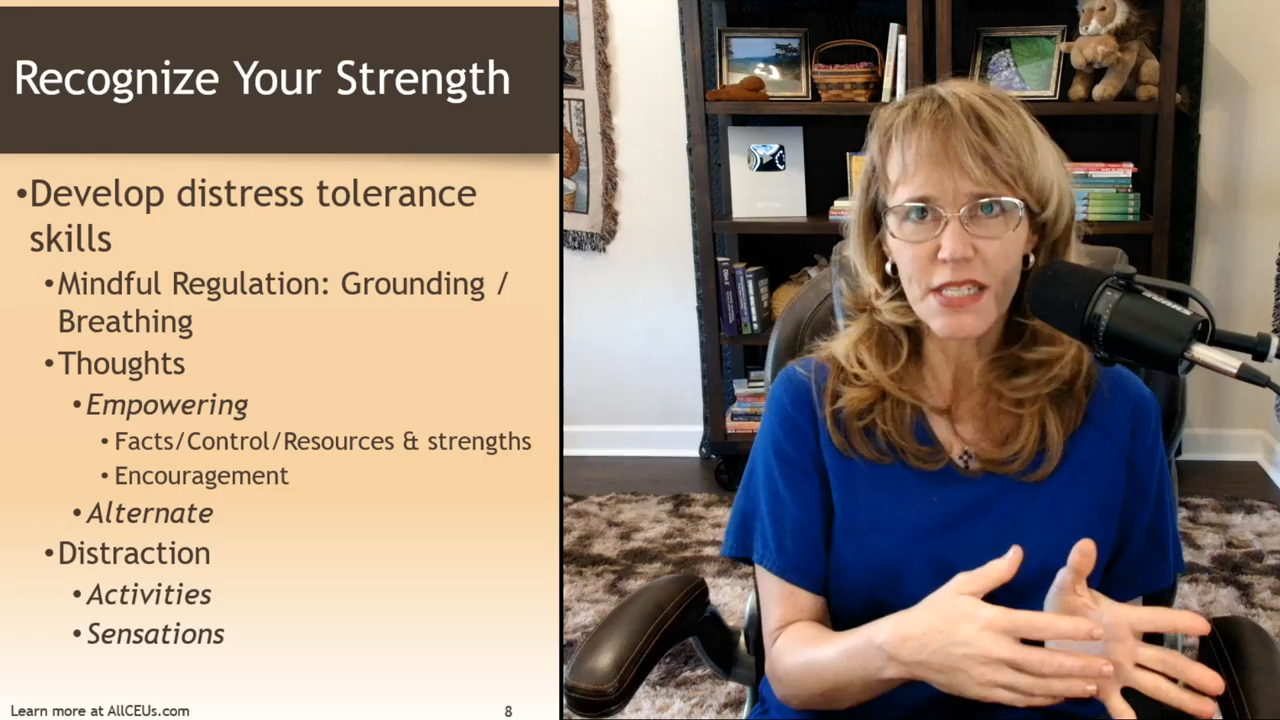 Recognize Your Strength
•Develop distress tolerance
skills
•Mindful Regulation: Grounding /
Breathing
•Thoughts
•Empowering
•Facts/Control/Resources & strengths
•Encouragement
•Alternate
•Distraction
•Activities
•Sensations
Learn more at AllCEUs.com
8